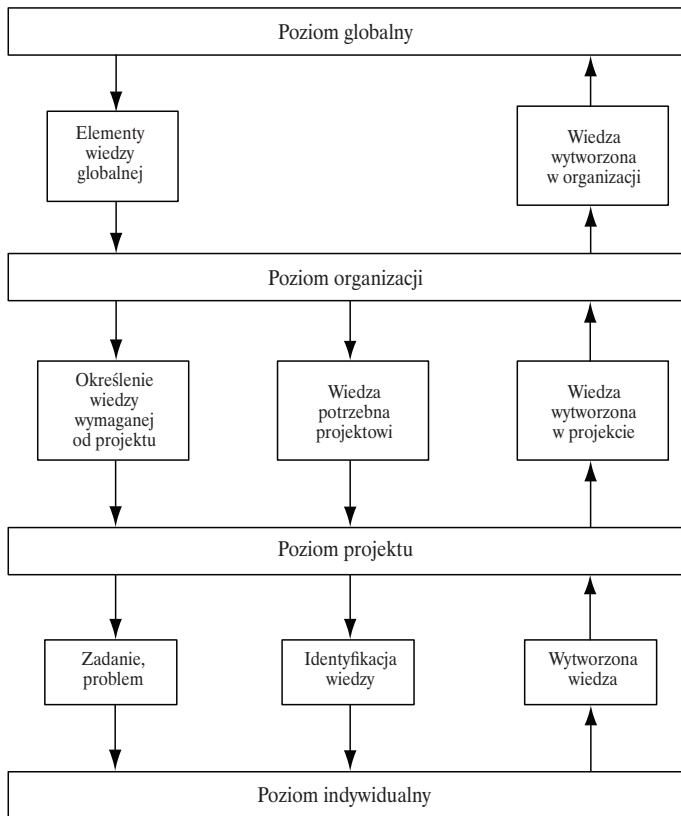 Poziom globalny
Elementy
wiedzy
globalnej
Wiedza
wytworzona
w organizacji
Poziom organizacji
Określenie
wiedzy
wymaganej
od projektu
Wiedza
potrzebna
projektowi
Wiedza
wytworzona
w projekcie
Poziom projektu
Zadanie,
problem
Identyfikacja
wiedzy
Wytworzona
wiedza
Poziom indywidualny